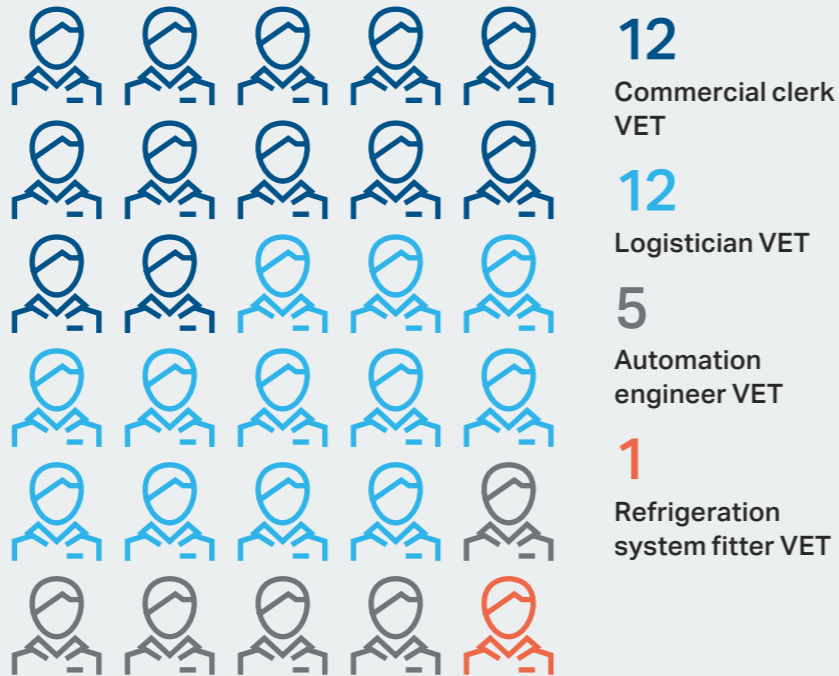 12
Commercial clerk
VET
12
Logistician VET
5
Automation
engineer VET
1
Refrigeration
system fitter VET